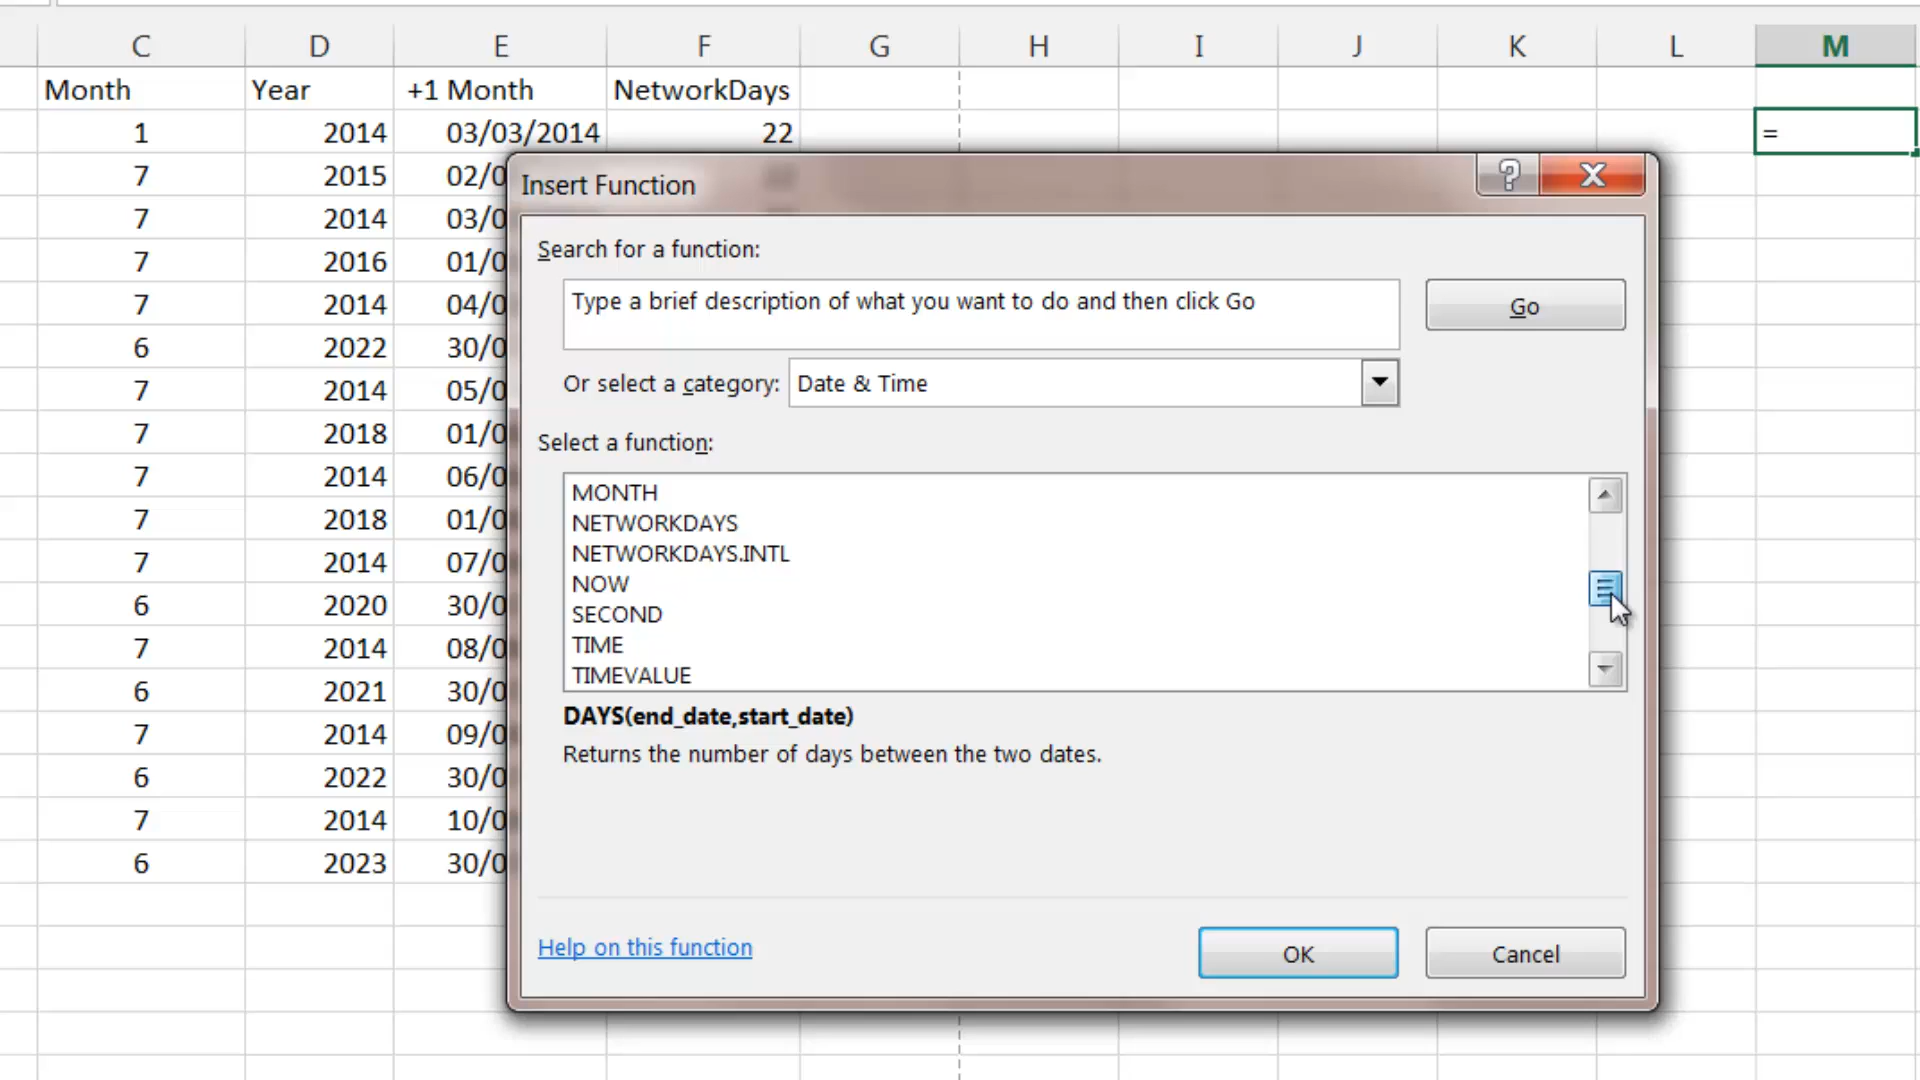 C D E F G H I J K L M
Month Year +1 Month NetworkDays
1 2014 03/03/2014 22 =
7 2015 02/0
7 2014 03/0
7 2016 01/0
7 2014 04/0
6 2022 30/0
7 2014 05/0
7 2018 01/0
7 2014 06/0
7 2018 01/0
7 2014 07/0
6 2020 30/0
7 2014 08/0
6 2021 30/0
7 2014 09/0
6 2022 30/0
7 2014 10/0
6 2023 30/0
Insert Function
Search for a function:
Type a brief description of what you want to do and then click Go
Go
Or select a category: Date & Time
Select a function:
MONTH
NETWORKDAYS
NETWORKDAYS.INTL
NOW
SECOND
TIME
TIMEVALUE
DAYS(end_date,start_date)
Returns the number of days between the two dates.
Help on this function
OK
Cancel